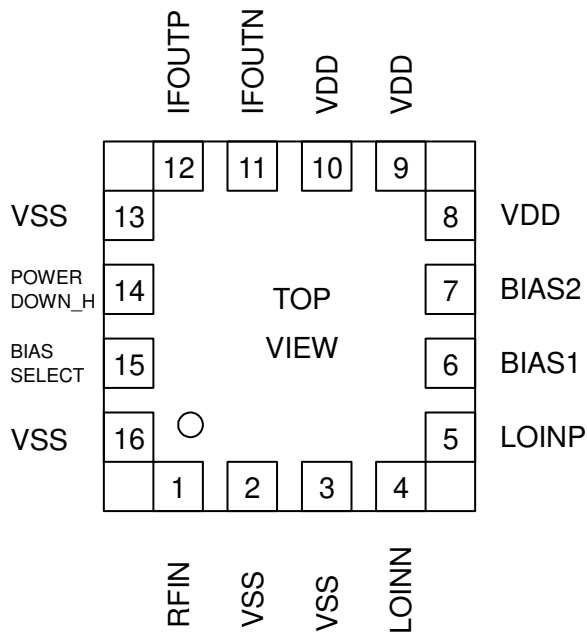 IFOUTP
IFOUTN
VDD
VDD
12
11
10
9
VSS
13
8
VDD
POWER
DOWN_H
14
TOP
VIEW
7
BIAS2
BIAS
SELECT
15
6
BIAS1
VSS
16
5
LOINP
1
2
3
4
RFIN
VSS
VSS
LOINN